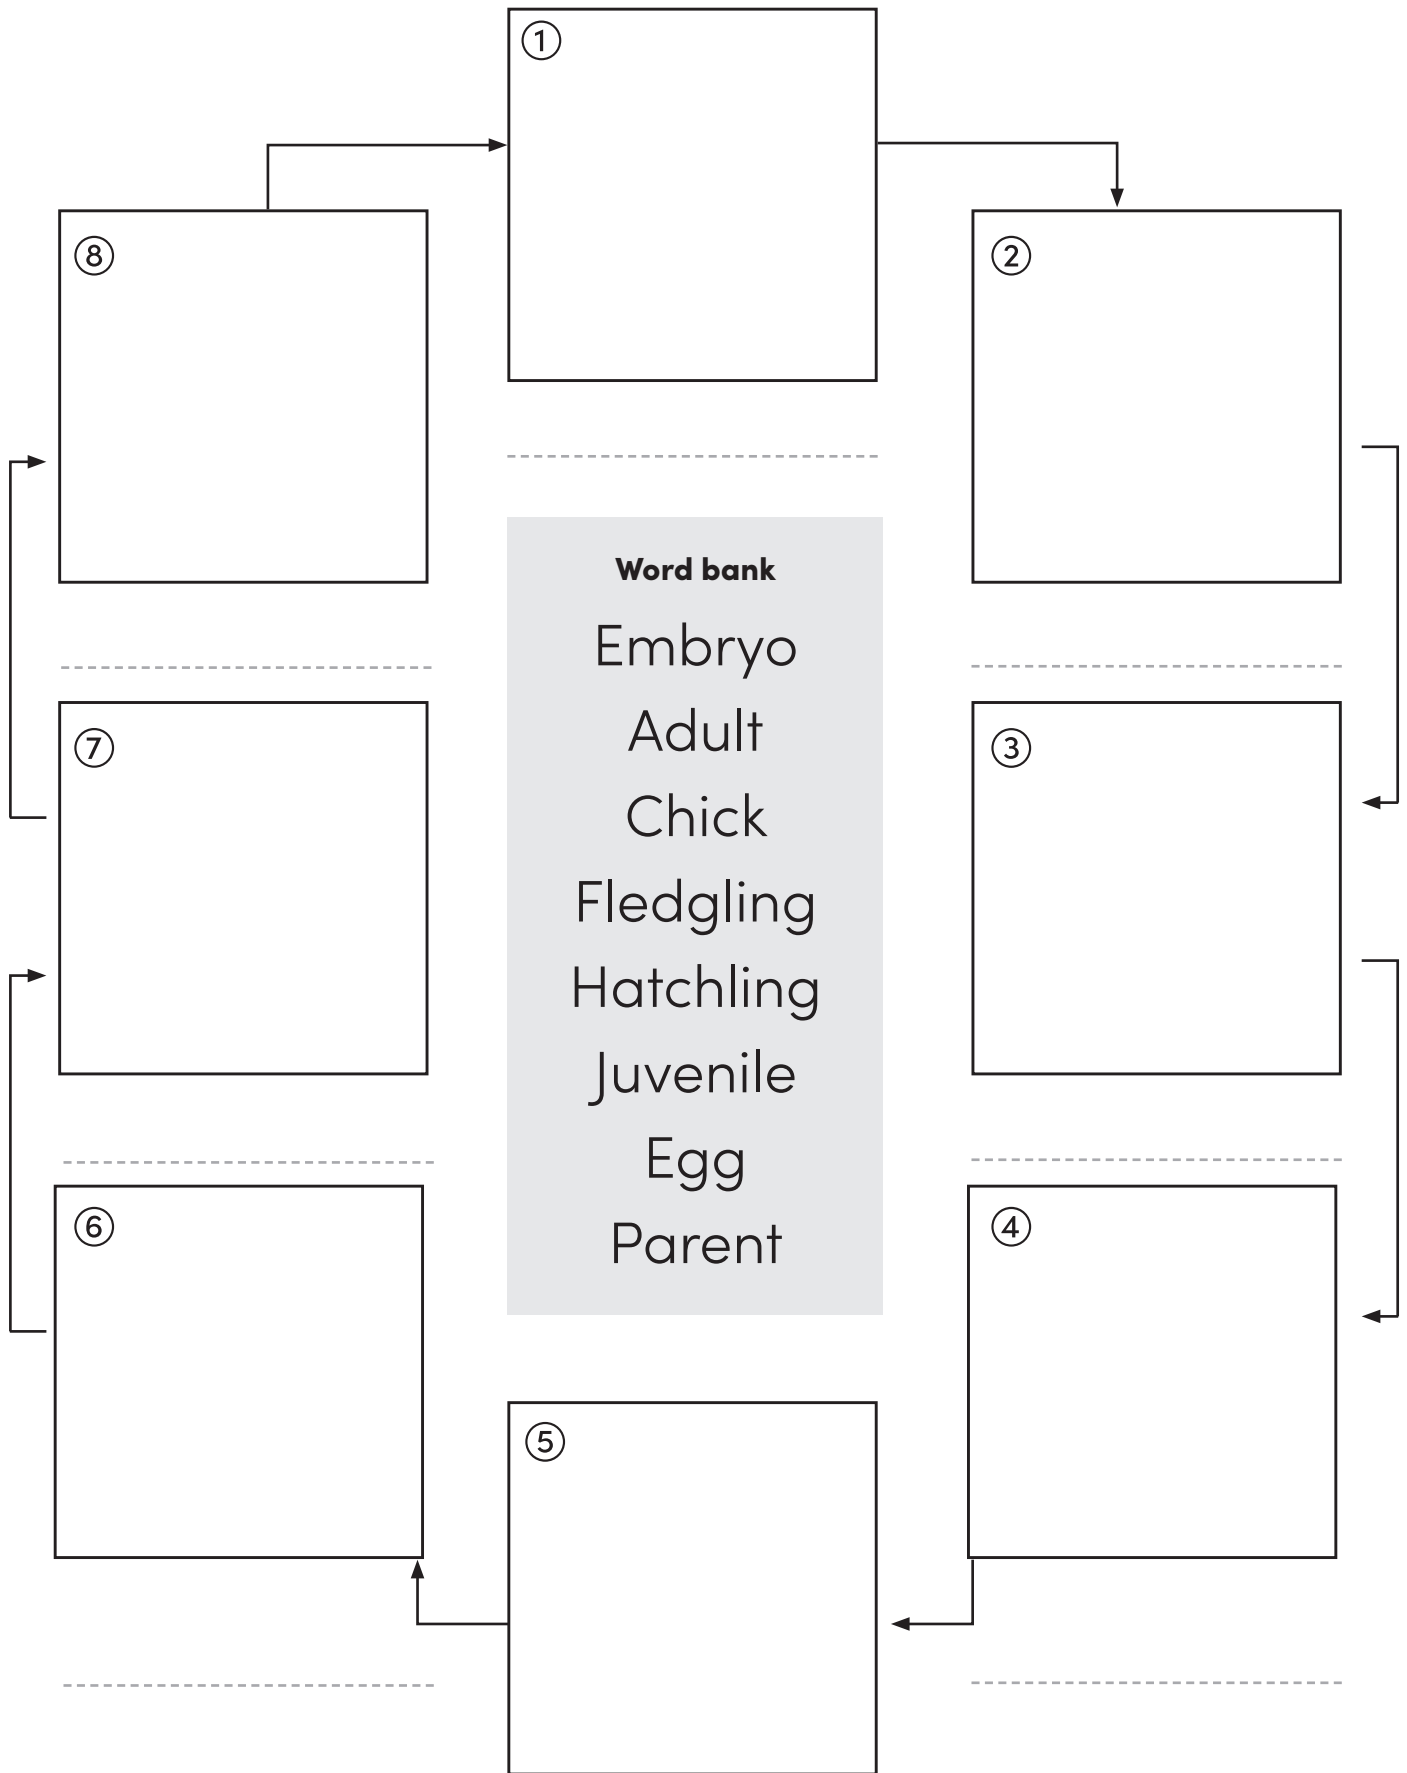 1
8
2
Word bank
Embryo
Adult
Chick
Fledgling
Hatchling
Juvenile
Egg
Parent
7
3
6
4
5